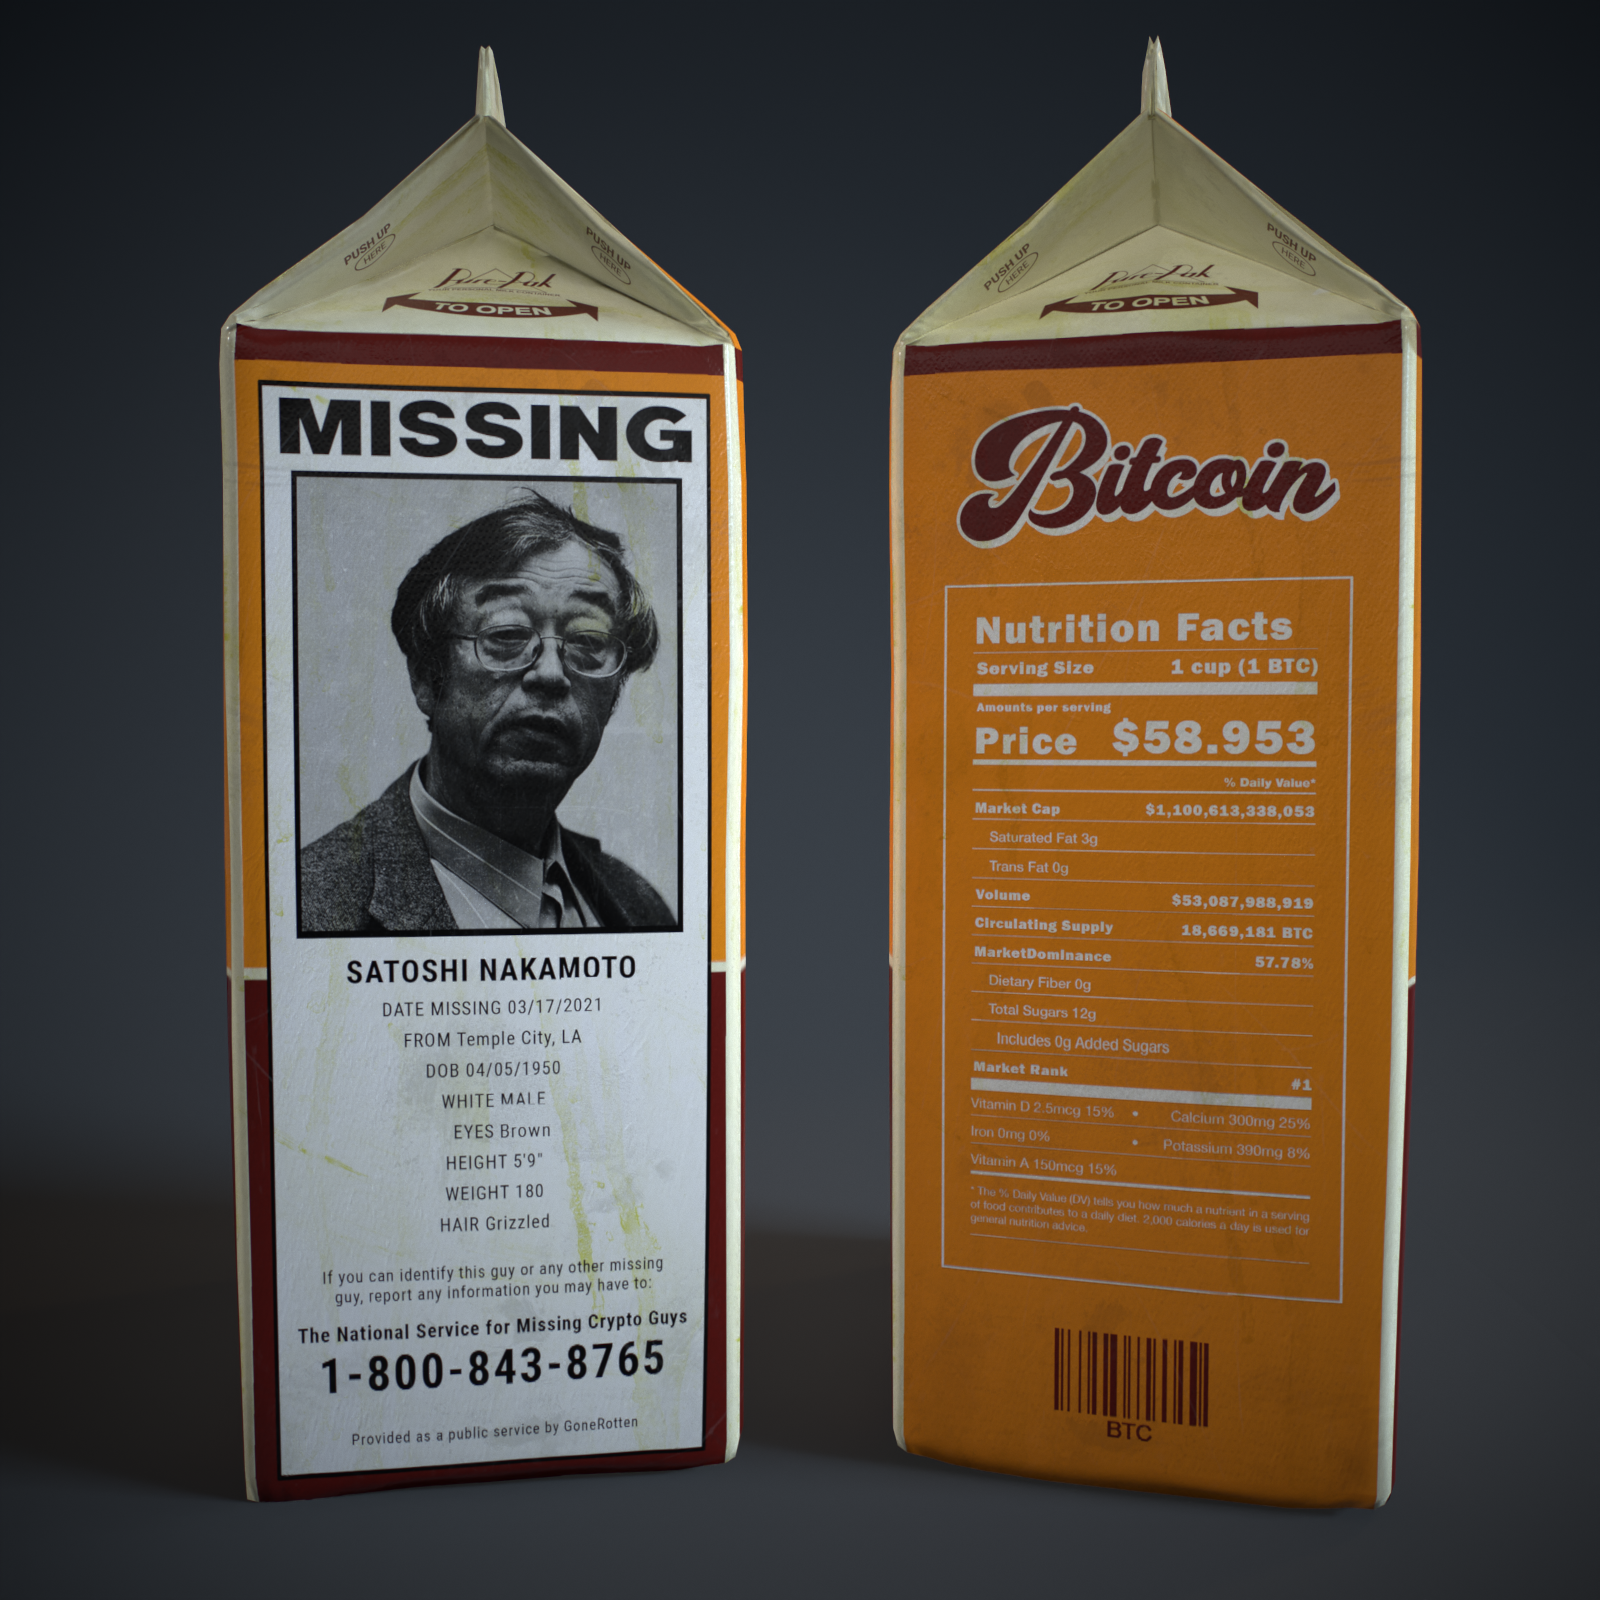 PUSH UP
HERE
PUSH UP
HERE
Pure-Pak
TO OPEN
MISSING
SATOSHI NAKAMOTO
DATE MISSING 03/17/2021
FROM Temple City, LA
DOB 04/05/1950
WHITE MALE
EYES Brown
HEIGHT 5'9"
WEIGHT 180
HAIR Grizzled
If you can identify this guy or any other missing
guy, report any information you may have to:
The National Service for Missing Crypto Guys
1-800-843-8765
Provided as a public service by GoneRotten
PUSH UP
HERE
PUSH UP
HERE
Pure-Pak
TO OPEN
Bitcoin
Nutrition Facts
Serving Size 1 cup (1 BTC)
Amounts per serving
Price $58.953
% Daily Value*
Market Cap $1,100,613,338,053
Saturated Fat 3g
Trans Fat 0g
Volume $53,087,988,919
Circulating Supply 18,669,181 BTC
MarketDominance 57.78%
Dietary Fiber 0g
Total Sugars 12g
Includes 0g Added Sugars
Market Rank #1
Vitamin D 2.5mcg 15% • Calcium 300mg 25%
Iron 0mg 0% • Potassium 390mg 8%
Vitamin A 150mcg 15%
* The % Daily Value (DV) tells you how much a nutrient in a serving
of food contributes to a daily diet. 2,000 calories a day is used for
general nutrition advice.
BTC